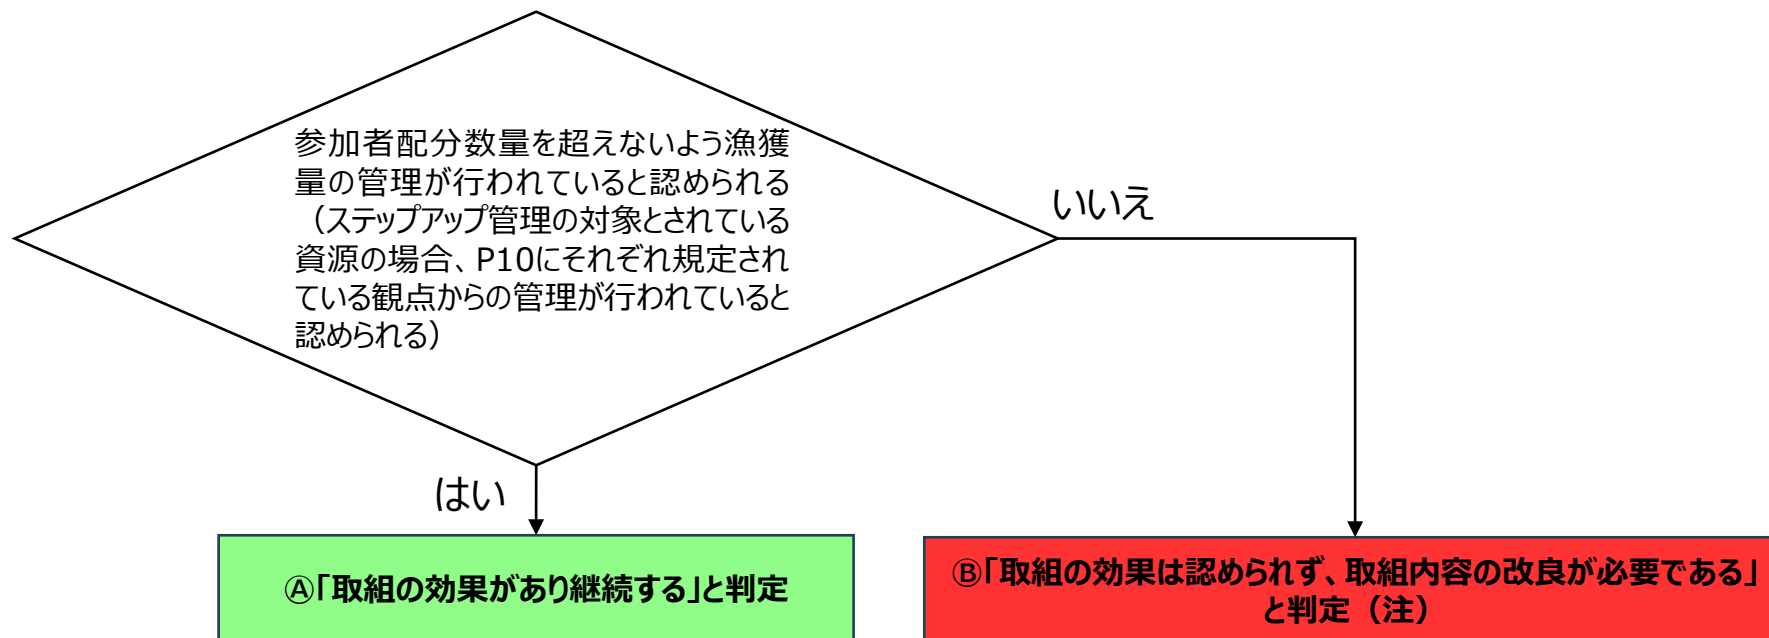 参加者配分数量を超えないよう漁獲
量の管理が行われていると認められる
（ステップアップ管理の対象とされている
資源の場合、P10にそれぞれ規定され
ている観点からの管理が行われていると
認められる）
いいえ
はい
Ⓐ「取組の効果があり継続する」と判定
Ⓑ「取組の効果は認められず、取組内容の改良が必要である」
と判定（注）